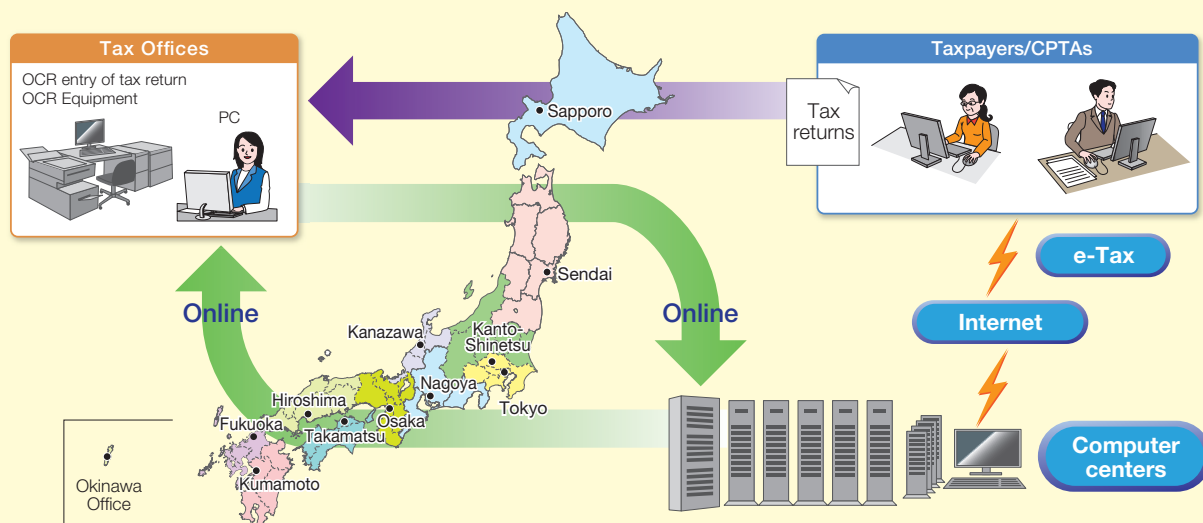 Tax Offices
OCR entry of tax return
OCR Equipment
PC
Taxpayers/CPTAs
Tax
returns
Sapporo
Sendai
e-Tax
Online
Online
Internet
Kanazawa
Kanto-
Shinetsu
Nagoya
Tokyo
Hiroshima
Osaka
Fukuoka
Takamatsu
Kumamoto
Okinawa
Office
Computer
centers